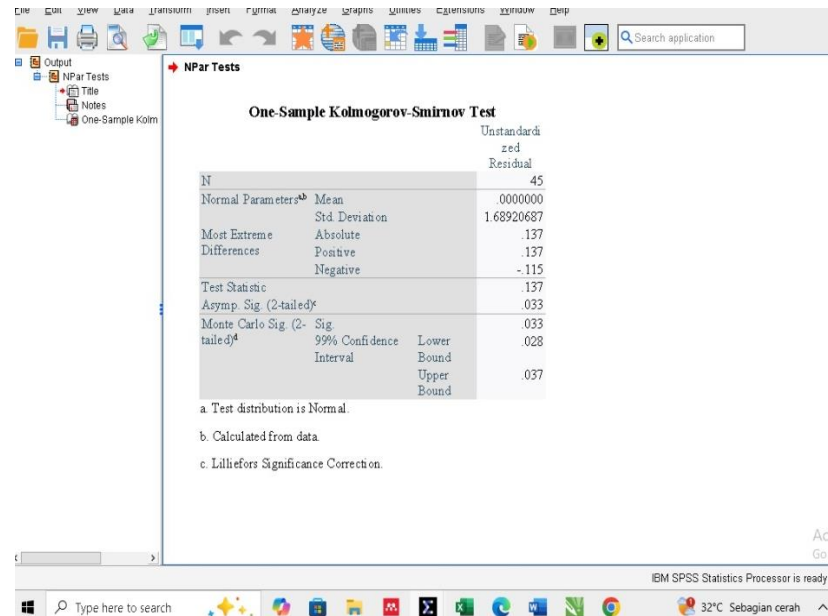 File Edit View Data Transform Insert Format Analyze Graphs Utilities Extensions Window Help
Search application
Output
NPar Tests
Title
Notes
One-Sample Kolm
NPar Tests
One-Sample Kolmogorov-Smirnov Test
Unstandardi
zed
Residual
N 45
Normal Parametersa,b Mean .0000000
Std. Deviation 1.68920687
Most Extreme Absolute .137
Differences Positive .137
Negative -.115
Test Statistic .137
Asymp. Sig. (2-tailed)c .033
Monte Carlo Sig. (2- Sig. .033
tailed)d 99% Confidence Lower .028
Interval Bound
Upper .037
Bound
a. Test distribution is Normal.
b. Calculated from data.
c. Lilliefors Significance Correction.
Ac
Go
IBM SPSS Statistics Processor is ready
Type here to search
32°C Sebagian cerah